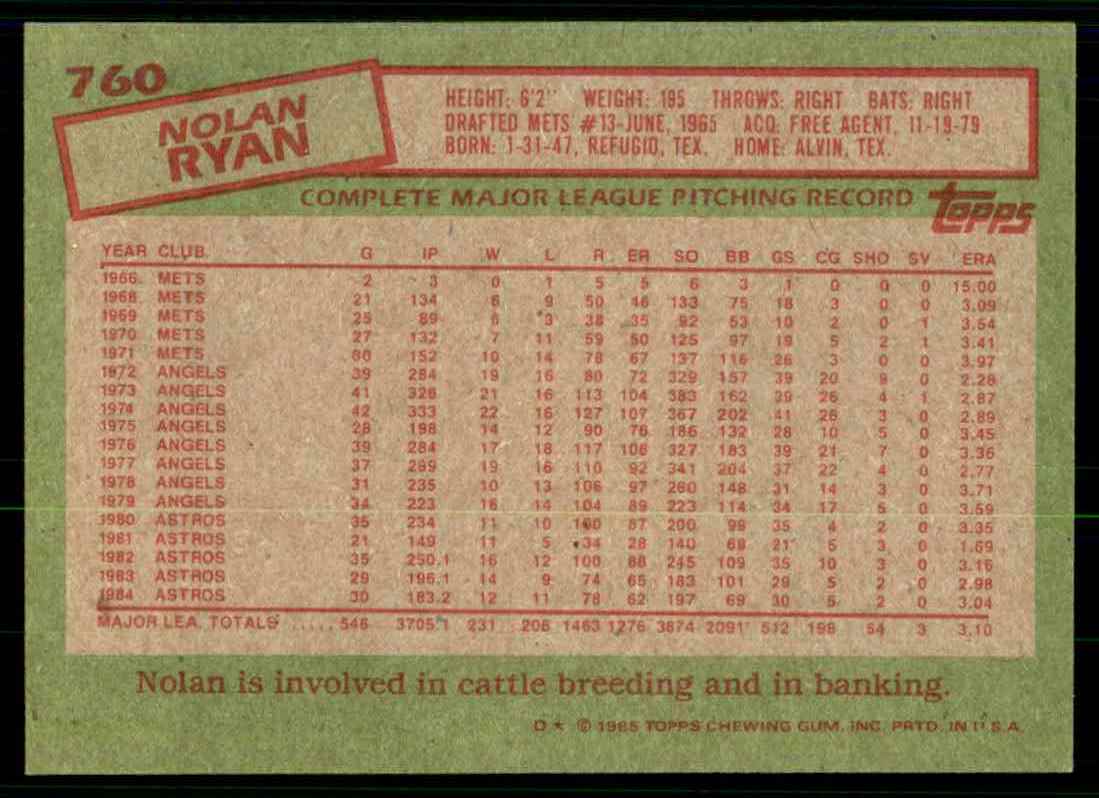 760
NOLAN
RYAN
HEIGHT: 6'2" WEIGHT: 195 THROWS: RIGHT BATS: RIGHT
DRAFTED METS #13-JUNE, 1965 ACQ: FREE AGENT, 11-19-79
BORN: 1-31-47, REFUGIO, TEX. HOME: ALVIN, TEX.
COMPLETE MAJOR LEAGUE PITCHING RECORD
topps
YEAR CLUB G IP W L R ER SO BB GS CG SHO SV ERA
1966 METS 2 3 0 1 5 5 6 3 1 0 0 0 15.00
1968 METS 21 134 6 9 50 46 133 75 18 3 0 0 3.09
1969 METS 25 89 6 3 38 35 92 53 10 2 0 1 3.54
1970 METS 27 132 7 11 59 50 125 97 19 5 2 1 3.41
1971 METS 152 10 14 78 67 137 116 26 3 0 0 3.97
1972 ANGELS 39 284 19 16 80 72 329 157 39 20 9 0 2.28
1973 ANGELS 41 326 21 16 113 104 383 162 39 26 4 1 2.87
1974 ANGELS 42 333 22 16 127 107 367 202 41 26 3 0 2.89
1975 ANGELS 28 198 14 12 90 76 186 132 28 10 5 0 3.45
1976 ANGELS 39 284 17 18 117 106 327 183 39 21 7 0 3.36
1977 ANGELS 37 299 19 16 110 92 341 204 37 22 4 0 2.77
1978 ANGELS 31 235 10 13 106 97 260 148 31 14 3 0 3.71
1979 ANGELS 34 223 16 14 104 89 223 114 34 17 5 0 3.59
1980 ASTROS 35 234 11 10 100 87 200 98 35 4 2 0 3.35
1981 ASTROS 21 149 11 5 34 28 140 68 21 5 3 0 1.69
1982 ASTROS 35 250.1 16 12 100 88 245 109 35 10 3 0 3.16
1983 ASTROS 29 196.1 14 9 74 65 183 101 29 5 2 0 2.98
1984 ASTROS 30 183.2 12 11 78 62 197 69 30 5 2 0 3.04
MAJOR LEA. TOTALS ..... 546 3705.1 231 206 1463 1276 3874 2091 512 198 54 3 3.10
Nolan is involved in cattle breeding and in banking.
D * © 1985 TOPPS CHEWING GUM, INC. PRTD. IN U.S.A.